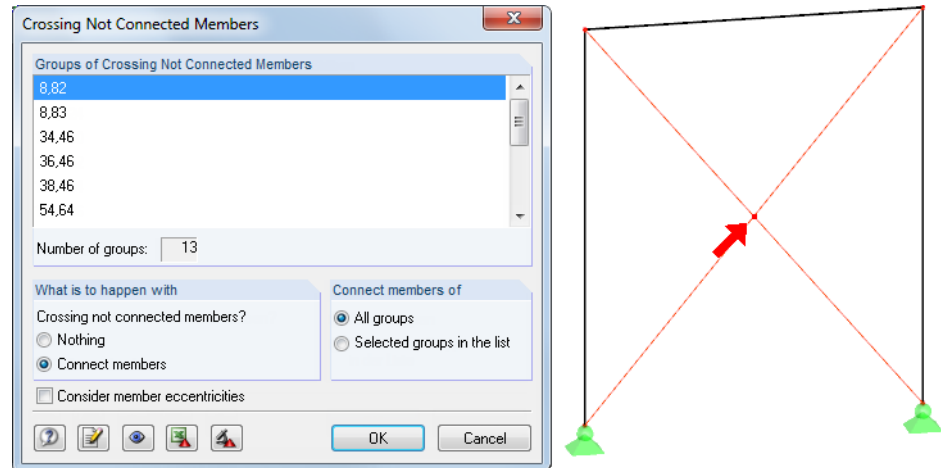 Crossing Not Connected Members
Groups of Crossing Not Connected Members
8,82
8,83
34,46
36,46
38,46
54,64
Number of groups: 13
What is to happen with
Crossing not connected members?
Nothing
Connect members
Connect members of
All groups
Selected groups in the list
Consider member eccentricities
OK
Cancel